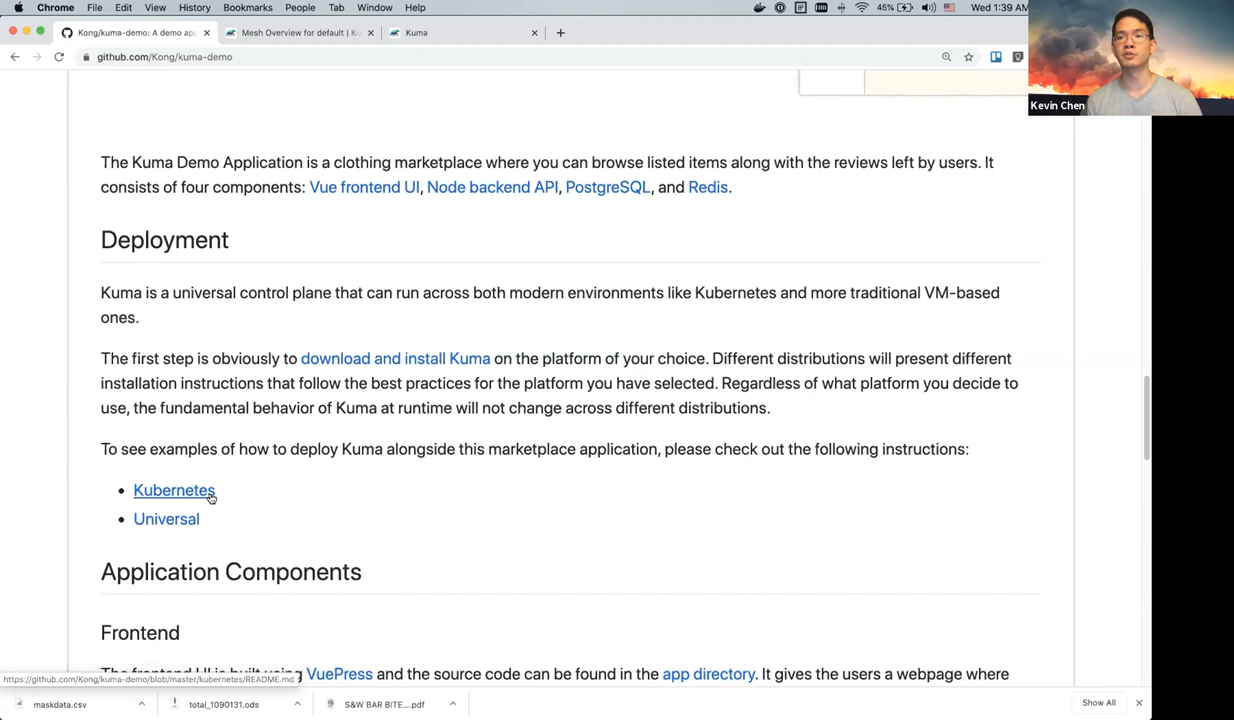 Chrome File Edit View History Bookmarks People Tab Window Help 45% Wed 1:39 AM
Kong/kuma-demo: A demo app Mesh Overview for default | Ku Kuma
github.com/Kong/kuma-demo
Kevin Chen
The Kuma Demo Application is a clothing marketplace where you can browse listed items along with the reviews left by users. It
consists of four components: Vue frontend UI, Node backend API, PostgreSQL, and Redis.
Deployment
Kuma is a universal control plane that can run across both modern environments like Kubernetes and more traditional VM-based
ones.
The first step is obviously to download and install Kuma on the platform of your choice. Different distributions will present different
installation instructions that follow the best practices for the platform you have selected. Regardless of what platform you decide to
use, the fundamental behavior of Kuma at runtime will not change across different distributions.
To see examples of how to deploy Kuma alongside this marketplace application, please check out the following instructions:
Kubernetes
Universal
Application Components
Frontend
The frontend UI is built using VuePress and the source code can be found in the app directory. It gives the users a webpage where
https://github.com/Kong/kuma-demo/blob/master/kubernetes/README.md
maskdata.csv total_1090131.ods S&W BAR BITE....pdf Show All